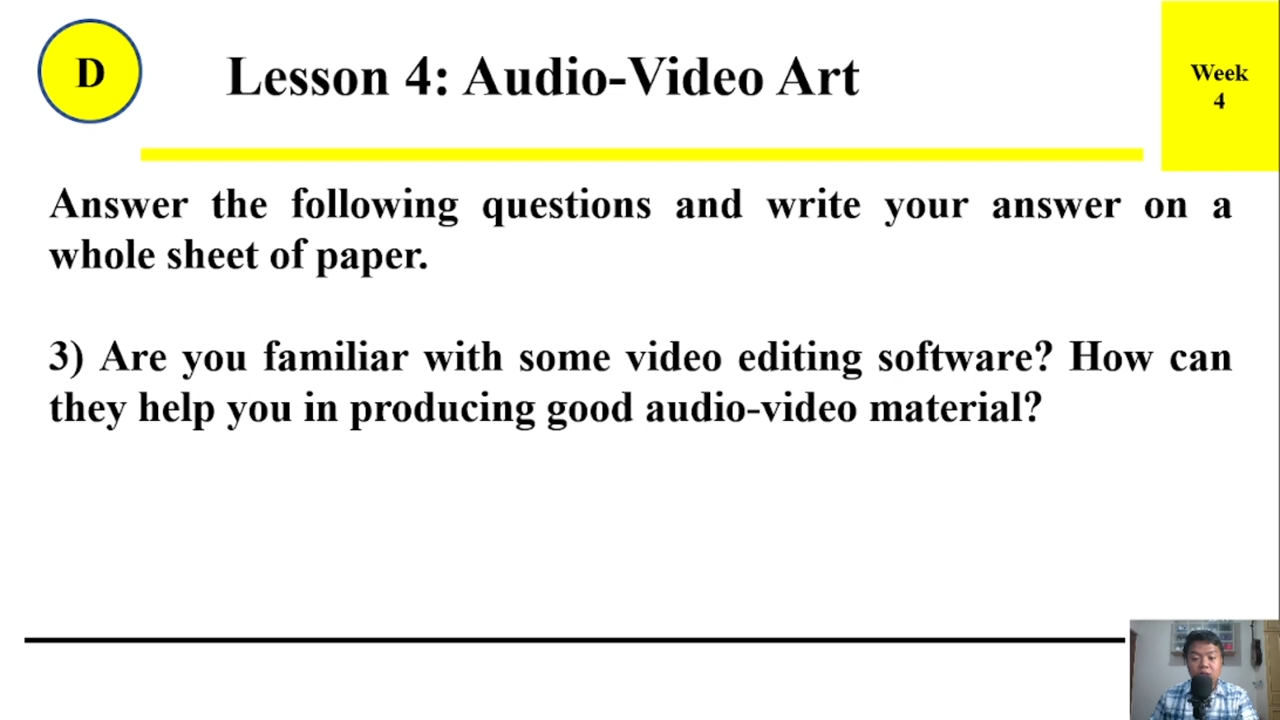 D
Lesson 4: Audio-Video Art
Week
4
Answer the following questions and write your answer on a
whole sheet of paper.
3) Are you familiar with some video editing software? How can
they help you in producing good audio-video material?